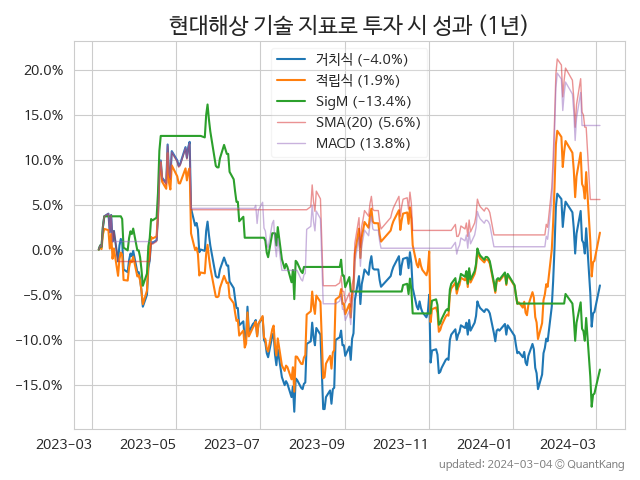 현대해상 기술 지표로 투자 시 성과 (1년)
거치식 (−4.0%)
적립식 (1.9%)
SigM (−13.4%)
SMA(20) (5.6%)
MACD (13.8%)
20.0%
15.0%
10.0%
5.0%
0.0%
−5.0%
−10.0%
−15.0%
2023-03 2023-05 2023-07 2023-09 2023-11 2024-01 2024-03
updated: 2024-03-04 © QuantKang